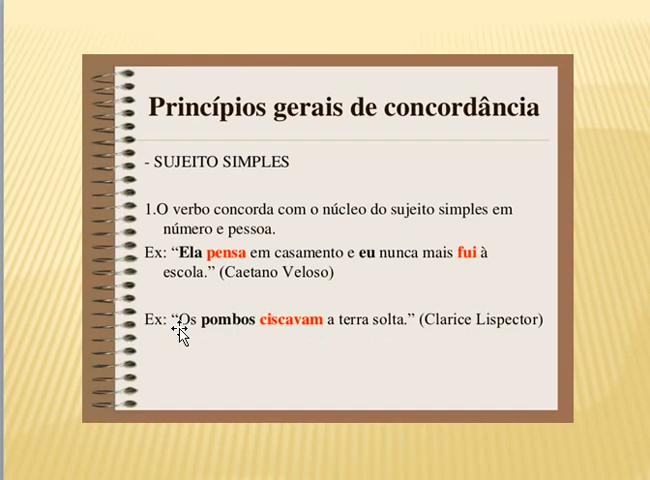 Princípios gerais de concordância
- SUJEITO SIMPLES
1.O verbo concorda com o núcleo do sujeito simples em
número e pessoa.
Ex: “Ela pensa em casamento e eu nunca mais fui à
escola.” (Caetano Veloso)
Ex: “Os pombos ciscavam a terra solta.” (Clarice Lispector)